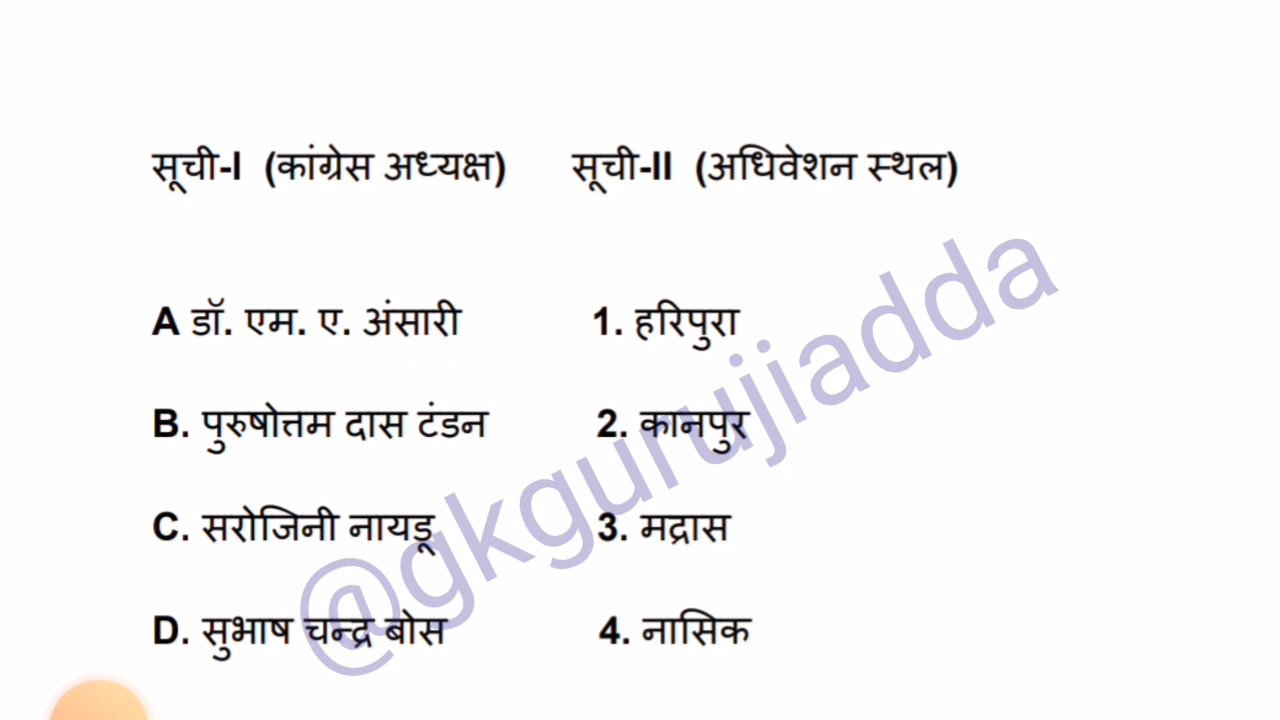 सूची-I (कांग्रेस अध्यक्ष) सूची-II (अधिवेशन स्थल)
A डॉ. एम. ए. अंसारी 1. हरिपुरा
B. पुरुषोत्तम दास टंडन 2. कानपुर
C. सरोजिनी नायडू 3. मद्रास
D. सुभाष चन्द्र बोस 4. नासिक
@gkgurujiadda